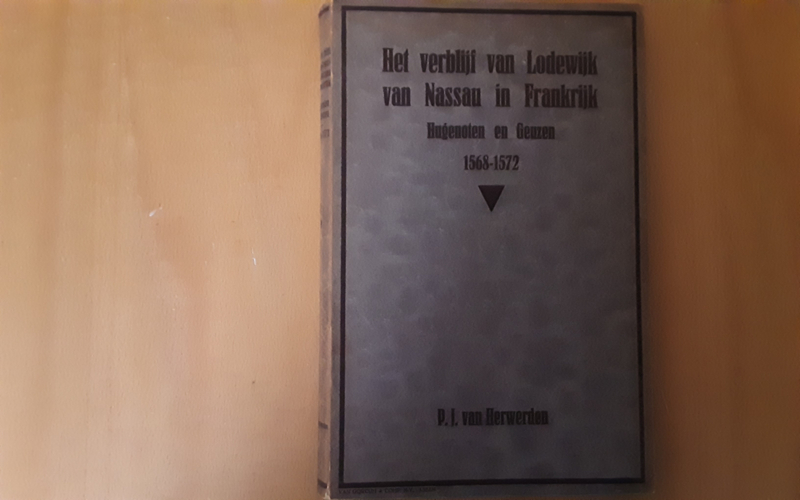 Het verblijf van Lodewijk
van Nassau in Frankrijk
Hugenoten en Geuzen
1568-1572
P. J. van Herwerden